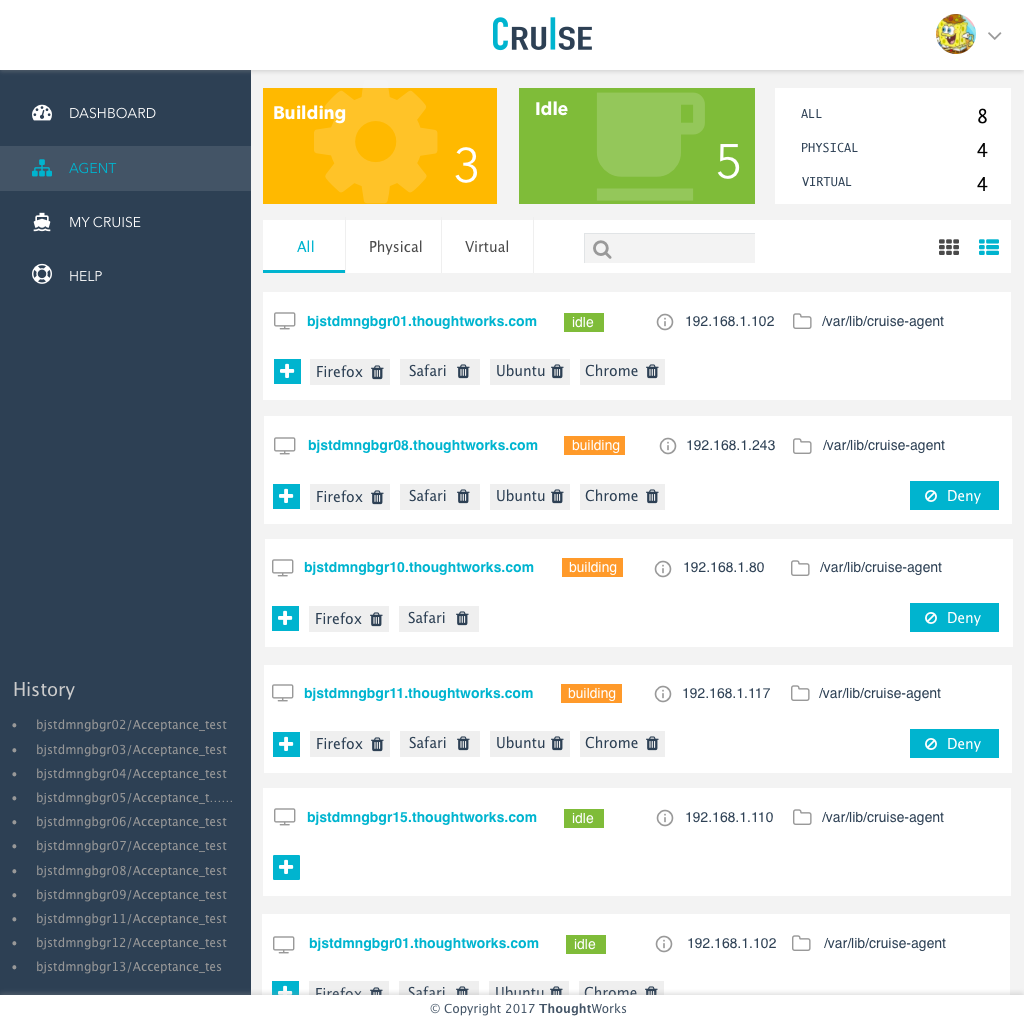 CRUISE
DASHBOARD
AGENT
MY CRUISE
HELP
History
bjstdmngbgr02/Acceptance_test
bjstdmngbgr03/Acceptance_test
bjstdmngbgr04/Acceptance_test
bjstdmngbgr05/Acceptance_t......
bjstdmngbgr06/Acceptance_test
bjstdmngbgr07/Acceptance_test
bjstdmngbgr08/Acceptance_test
bjstdmngbgr09/Acceptance_test
bjstdmngbgr11/Acceptance_test
bjstdmngbgr12/Acceptance_test
bjstdmngbgr13/Acceptance_tes
Building
3
Idle
5
ALL 8
PHYSICAL 4
VIRTUAL 4
All Physical Virtual
bjstdmngbgr01.thoughtworks.com idle 192.168.1.102 /var/lib/cruise-agent
Firefox Safari Ubuntu Chrome
bjstdmngbgr08.thoughtworks.com building 192.168.1.243 /var/lib/cruise-agent
Firefox Safari Ubuntu Chrome Deny
bjstdmngbgr10.thoughtworks.com building 192.168.1.80 /var/lib/cruise-agent
Firefox Safari Deny
bjstdmngbgr11.thoughtworks.com building 192.168.1.117 /var/lib/cruise-agent
Firefox Safari Ubuntu Chrome Deny
bjstdmngbgr15.thoughtworks.com idle 192.168.1.110 /var/lib/cruise-agent
bjstdmngbgr01.thoughtworks.com idle 192.168.1.102 /var/lib/cruise-agent
Firefox Safari Ubuntu Chrome
© Copyright 2017 ThoughtWorks